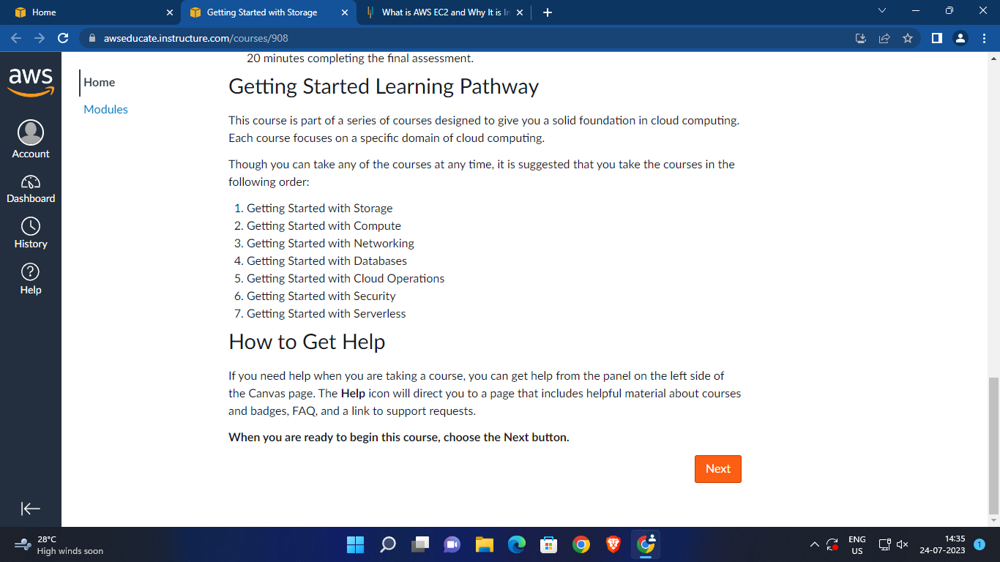 Home
Getting Started with Storage
What is AWS EC2 and Why It is
awseducate.instructure.com/courses/908
aws
Account
Dashboard
History
Help
Home
Modules
20 minutes completing the final assessment.
Getting Started Learning Pathway
This course is part of a series of courses designed to give you a solid foundation in cloud computing.
Each course focuses on a specific domain of cloud computing.
Though you can take any of the courses at any time, it is suggested that you take the courses in the
following order:
1. Getting Started with Storage
2. Getting Started with Compute
3. Getting Started with Networking
4. Getting Started with Databases
5. Getting Started with Cloud Operations
6. Getting Started with Security
7. Getting Started with Serverless
How to Get Help
If you need help when you are taking a course, you can get help from the panel on the left side of
the Canvas page. The Help icon will direct you to a page that includes helpful material about courses
and badges, FAQ, and a link to support requests.
When you are ready to begin this course, choose the Next button.
Next
28°C
High winds soon
ENG
US
14:35
24-07-2023
1